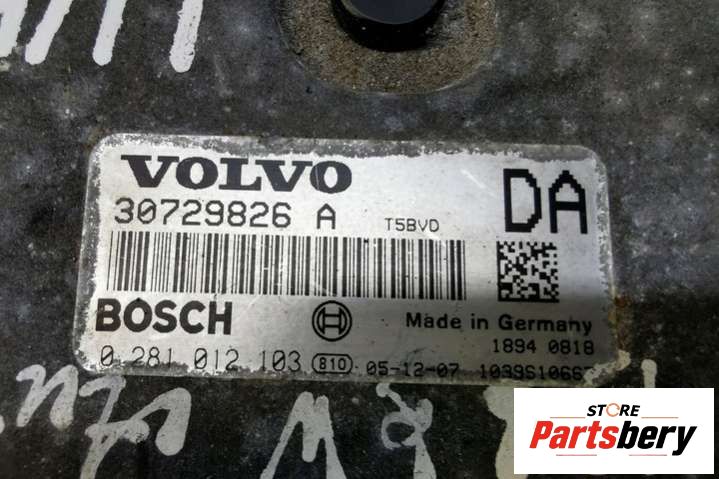 VOLVO
30729826 A T5BVD DA
BOSCH Made in Germany
1894 0818
0 281 012 103 810 05-12-07
STORE
Partsbery